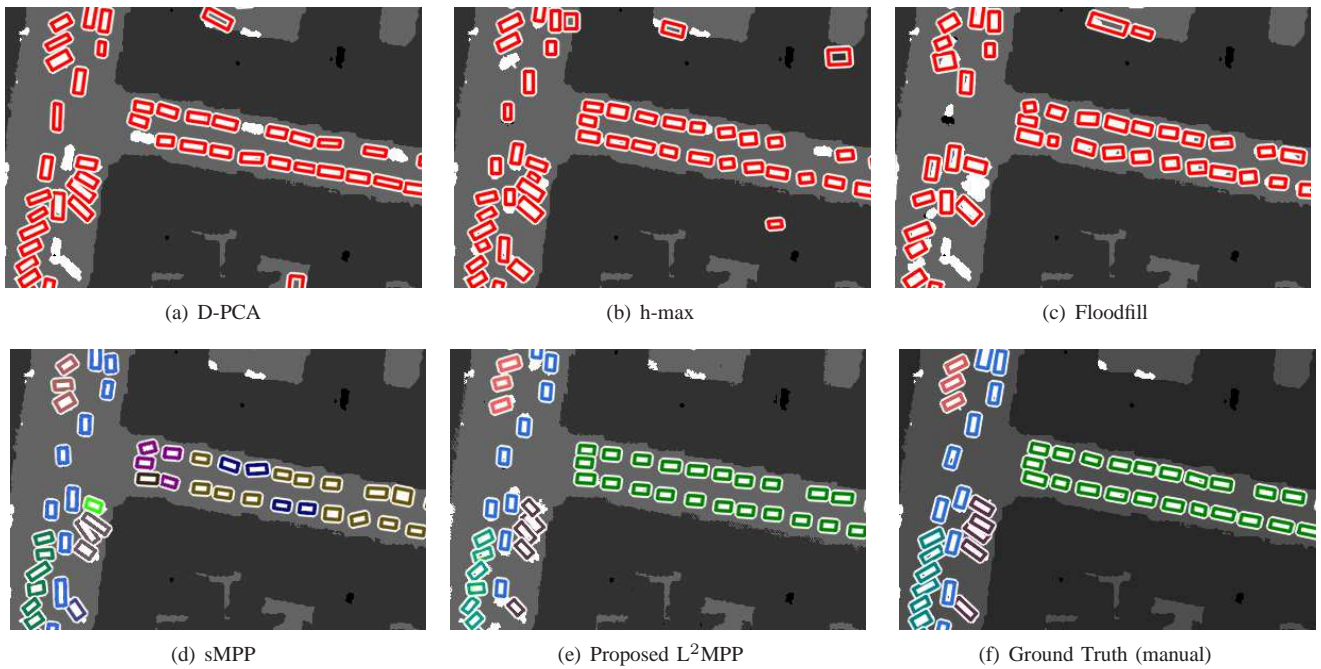 (a) D-PCA
(b) h-max
(c) Floodfill
(d) sMPP
(e) Proposed L²MPP
(f) Ground Truth (manual)